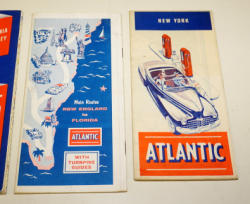 Main Routes
NEW ENGLAND
to
FLORIDA
ATLANTIC
WITH
TURNPIKE
GUIDES
NEW YORK
ATLANTIC